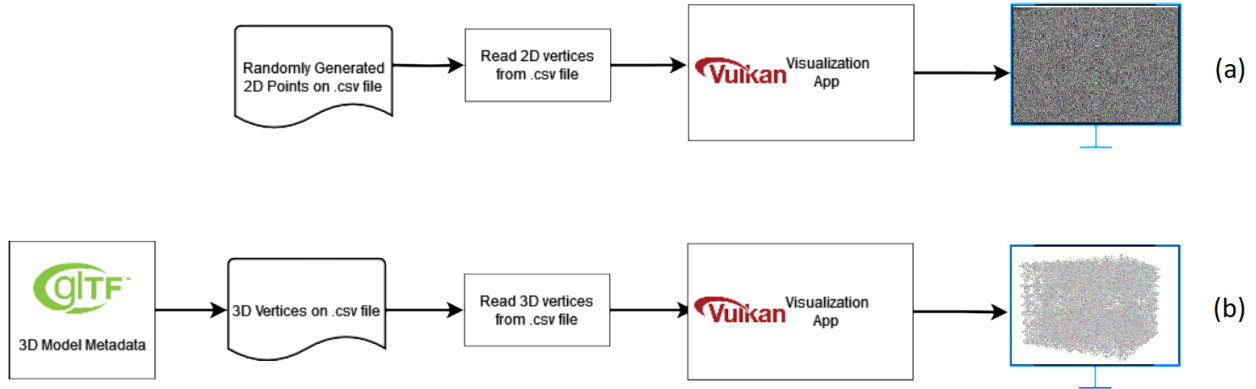 Randomly Generated
2D Points on .csv file
Read 2D vertices
from .csv file
Vulkan
Visualization
App
(a)
glTF™
3D Model Metadata
3D Vertices on .csv file
Read 3D vertices
from .csv file
Vulkan
Visualization
App
(b)